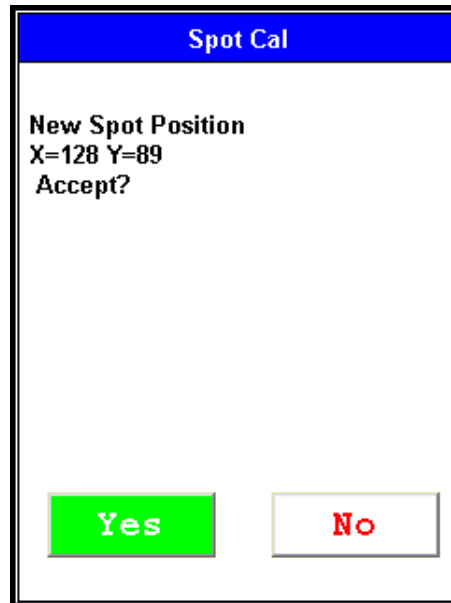 Spot Cal
New Spot Position
X=128 Y=89
Accept?
Yes No